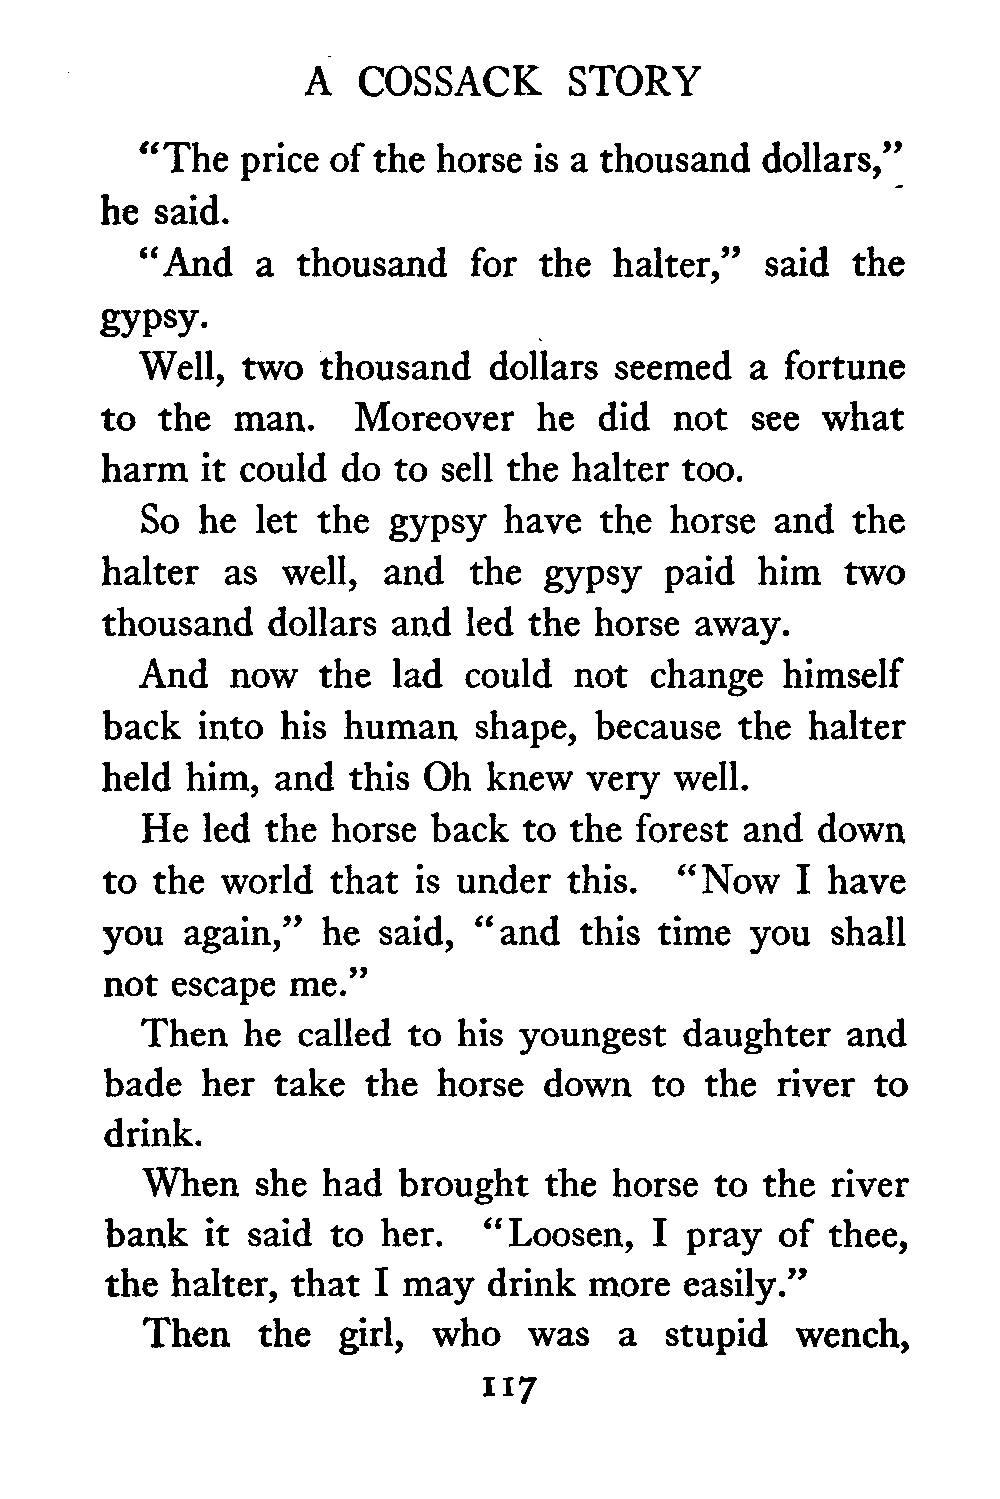 A COSSACK STORY
“The price of the horse is a thousand dollars,”
he said.
“And a thousand for the halter,” said the
gypsy.
Well, two thousand dollars seemed a fortune
to the man. Moreover he did not see what
harm it could do to sell the halter too.
So he let the gypsy have the horse and the
halter as well, and the gypsy paid him two
thousand dollars and led the horse away.
And now the lad could not change himself
back into his human shape, because the halter
held him, and this Oh knew very well.
He led the horse back to the forest and down
to the world that is under this. “Now I have
you again,” he said, “and this time you shall
not escape me.”
Then he called to his youngest daughter and
bade her take the horse down to the river to
drink.
When she had brought the horse to the river
bank it said to her. “Loosen, I pray of thee,
the halter, that I may drink more easily.”
Then the girl, who was a stupid wench,
117